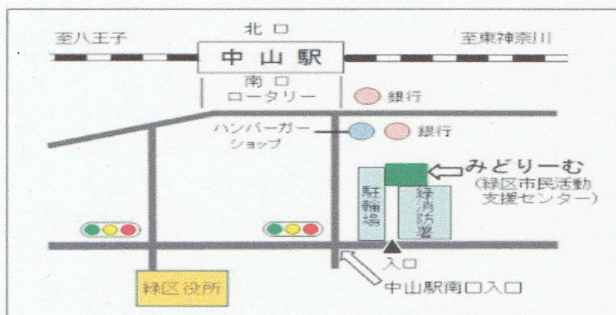 北口
至八王子
至東神奈川
中山駅
南口
ロータリー
銀行
ハンバーガー
ショップ
銀行
みどりーむ
(緑区市民活動
支援センター)
駐輪場
緑消防署
入口
緑区役所
中山駅南口入口